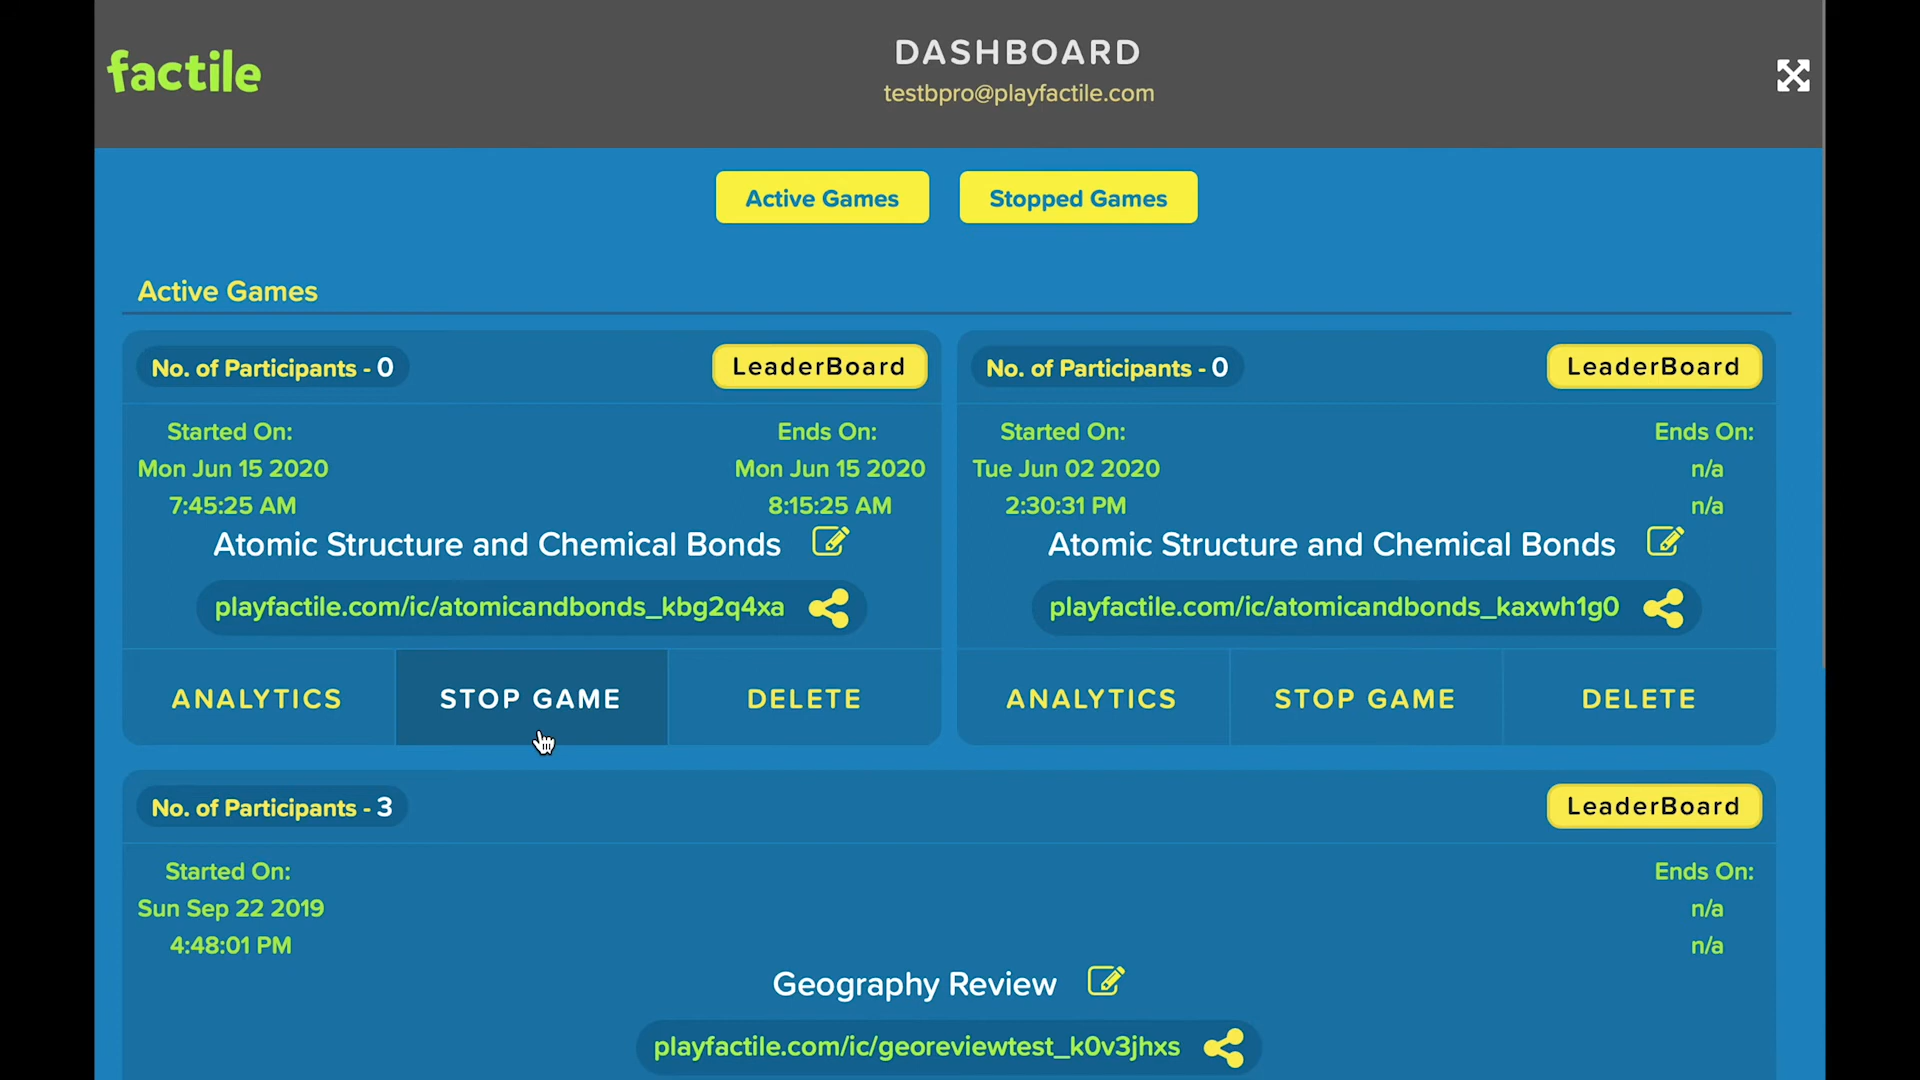 factile
DASHBOARD
testbpro@playfactile.com
Active Games
Stopped Games
Active Games
No. of Participants - 0
LeaderBoard
Started On:
Mon Jun 15 2020
7:45:25 AM
Ends On:
Mon Jun 15 2020
8:15:25 AM
Atomic Structure and Chemical Bonds
playfactile.com/ic/atomicandbonds_kbg2q4xa
ANALYTICS
STOP GAME
DELETE
No. of Participants - 0
LeaderBoard
Started On:
Tue Jun 02 2020
2:30:31 PM
Ends On:
n/a
n/a
Atomic Structure and Chemical Bonds
playfactile.com/ic/atomicandbonds_kaxwh1g0
ANALYTICS
STOP GAME
DELETE
No. of Participants - 3
LeaderBoard
Started On:
Sun Sep 22 2019
4:48:01 PM
Ends On:
n/a
n/a
Geography Review
playfactile.com/ic/georeviewtest_k0v3jhxs